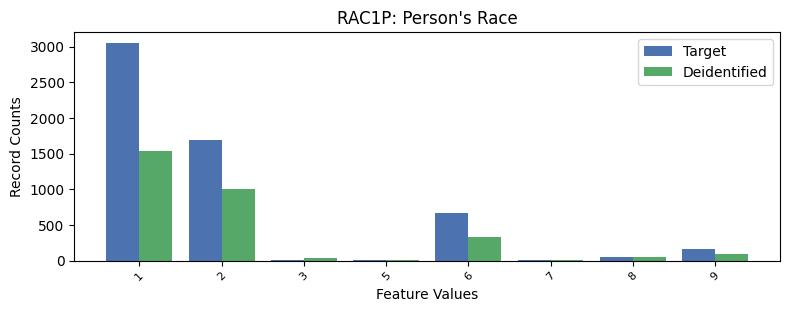 RAC1P: Person's Race
3000
2500
2000
1500
1000
500
0
Record Counts
Target
Deidentified
1 2 3 5 6 7 8 9
Feature Values